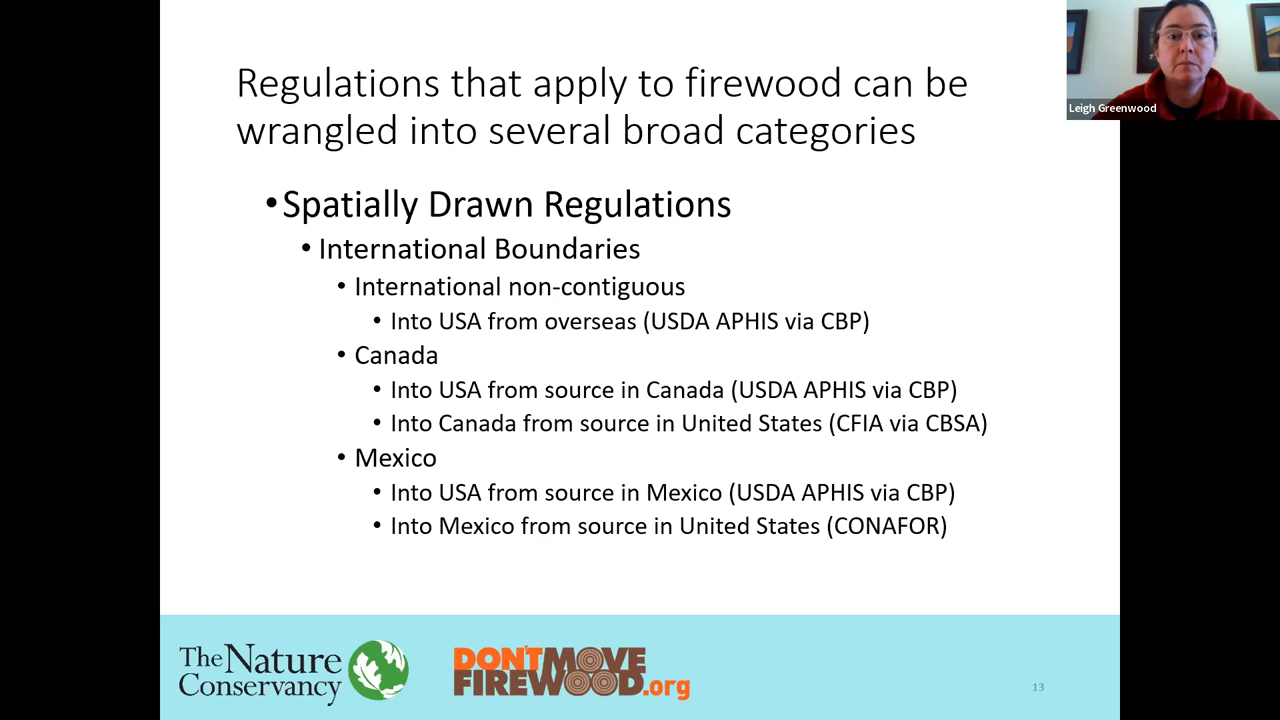 Regulations that apply to firewood can be
wrangled into several broad categories
Leigh Greenwood
• Spatially Drawn Regulations
• International Boundaries
• International non-contiguous
• Into USA from overseas (USDA APHIS via CBP)
• Canada
• Into USA from source in Canada (USDA APHIS via CBP)
• Into Canada from source in United States (CFIA via CBSA)
• Mexico
• Into USA from source in Mexico (USDA APHIS via CBP)
• Into Mexico from source in United States (CONAFOR)
The Nature
Conservancy
DON'T MOVE
FIREWOOD.org
13